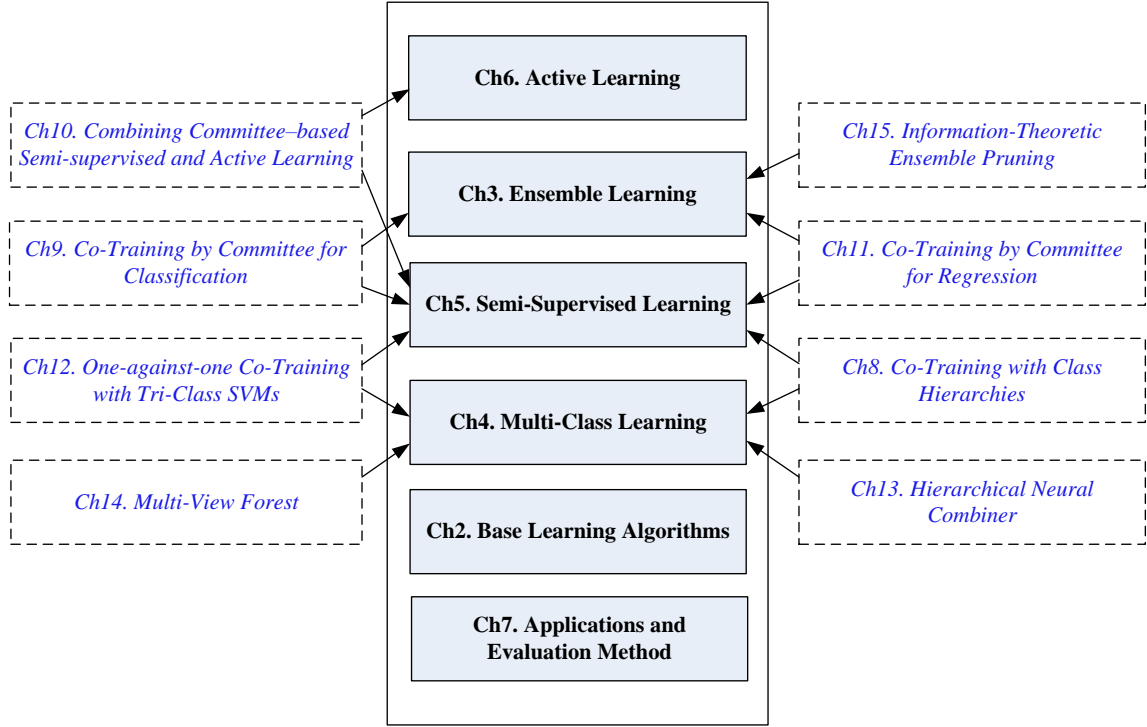 Ch6. Active Learning
Ch10. Combining Committee–based
Semi-supervised and Active Learning
Ch15. Information-Theoretic
Ensemble Pruning
Ch3. Ensemble Learning
Ch9. Co-Training by Committee for
Classification
Ch11. Co-Training by Committee
for Regression
Ch5. Semi-Supervised Learning
Ch12. One-against-one Co-Training
with Tri-Class SVMs
Ch8. Co-Training with Class
Hierarchies
Ch4. Multi-Class Learning
Ch14. Multi-View Forest
Ch13. Hierarchical Neural
Combiner
Ch2. Base Learning Algorithms
Ch7. Applications and
Evaluation Method